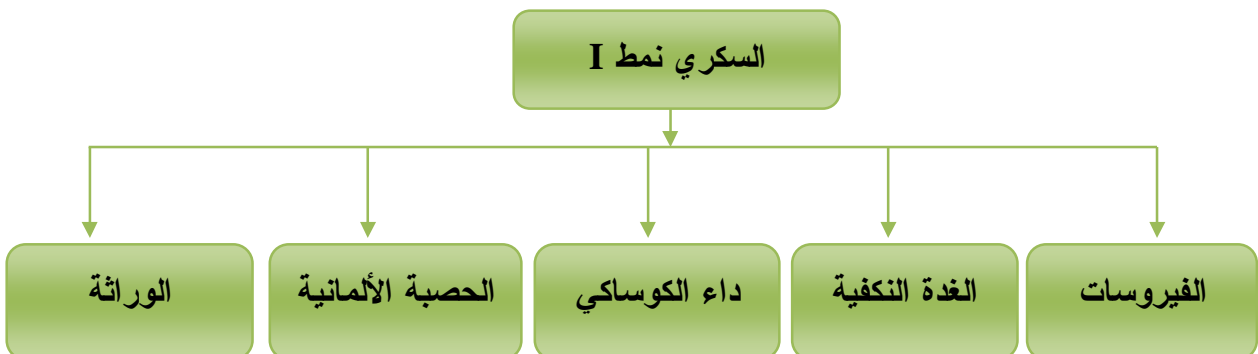 السكري نمط I
الفيروسات
الغدة النكفية
داء الكوساكي
الحصبة الألمانية
الوراثة